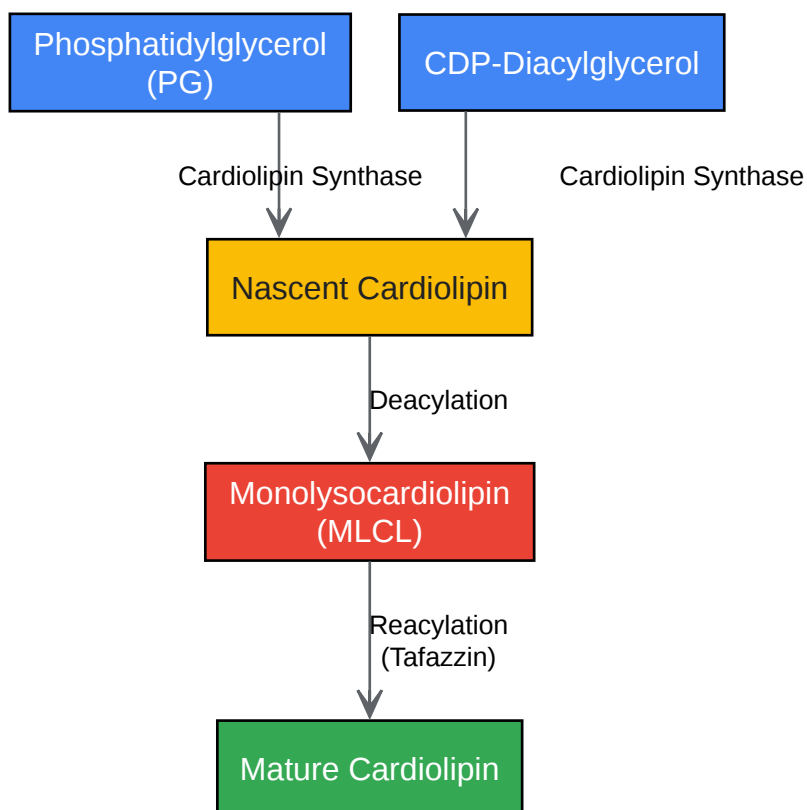 Phosphatidylglycerol
(PG)
CDP-Diacylglycerol
Cardiolipin Synthase
Cardiolipin Synthase
Nascent Cardiolipin
Deacylation
Monolysocardiolipin
(MLCL)
Reacylation
(Tafazzin)
Mature Cardiolipin